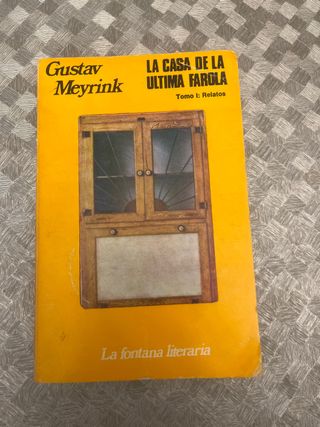 Gustav
Meyrink
LA CASA DE LA
ULTIMA FAROLA
Tomo I: Relatos
La fontana literaria